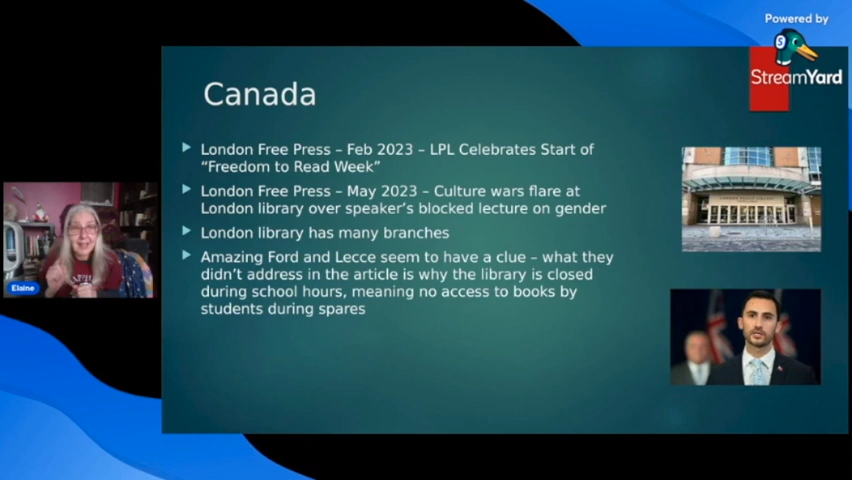 Powered by
StreamYard
Canada
London Free Press – Feb 2023 – LPL Celebrates Start of
“Freedom to Read Week”
London Free Press – May 2023 – Culture wars flare at
London library over speaker’s blocked lecture on gender
London library has many branches
Amazing Ford and Lecce seem to have a clue – what they
didn’t address in the article is why the library is closed
during school hours, meaning no access to books by
students during spares
Elaine